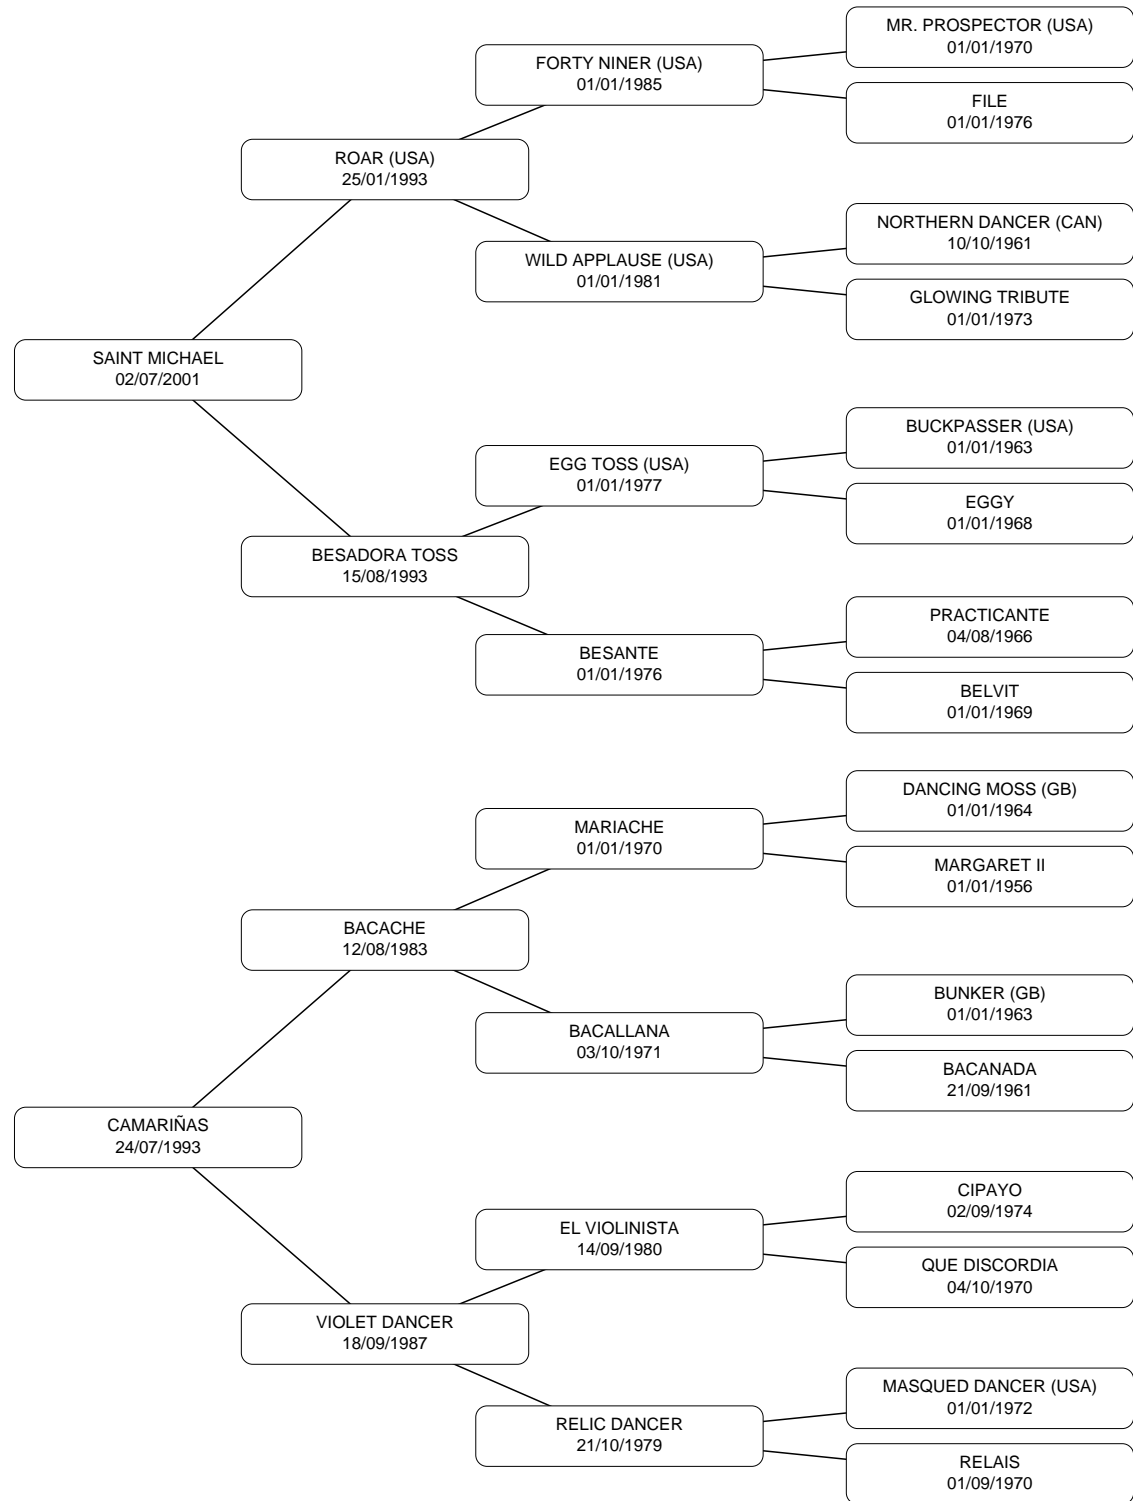 MR. PROSPECTOR (USA)
01/01/1970
FORTY NINER (USA)
01/01/1985
FILE
01/01/1976
ROAR (USA)
25/01/1993
NORTHERN DANCER (CAN)
10/10/1961
WILD APPLAUSE (USA)
01/01/1981
GLOWING TRIBUTE
01/01/1973
SAINT MICHAEL
02/07/2001
BUCKPASSER (USA)
01/01/1963
EGG TOSS (USA)
01/01/1977
EGGY
01/01/1968
BESADORA TOSS
15/08/1993
PRACTICANTE
04/08/1966
BESANTE
01/01/1976
BELVIT
01/01/1969
DANCING MOSS (GB)
01/01/1964
MARIACHE
01/01/1970
MARGARET II
01/01/1956
BACACHE
12/08/1983
BUNKER (GB)
01/01/1963
BACALLANA
03/10/1971
BACANADA
21/09/1961
CAMARIÑAS
24/07/1993
CIPAYO
02/09/1974
EL VIOLINISTA
14/09/1980
QUE DISCORDIA
04/10/1970
VIOLET DANCER
18/09/1987
MASQUED DANCER (USA)
01/01/1972
RELIC DANCER
21/10/1979
RELAIS
01/09/1970